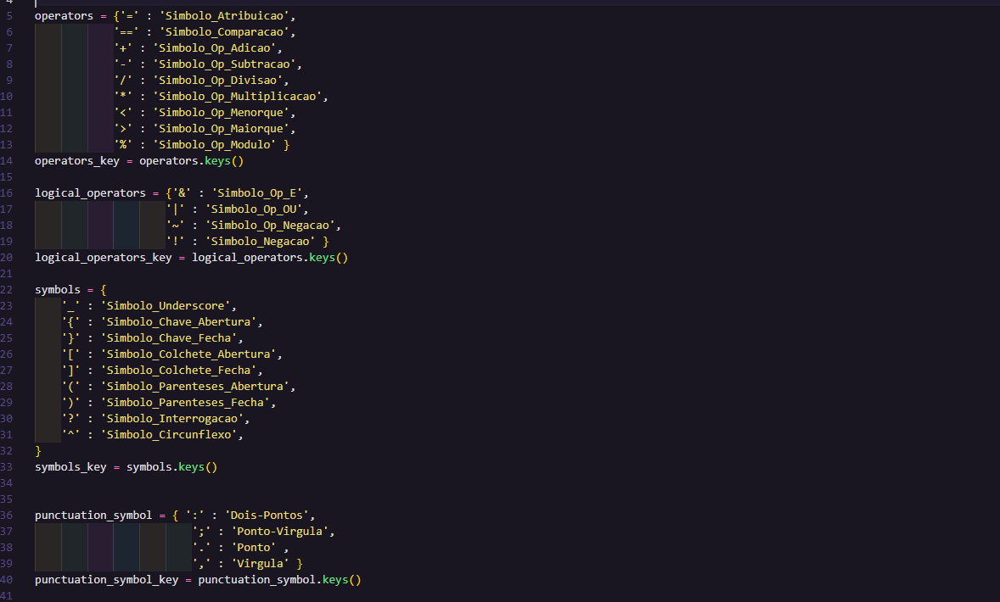 4
5 operators = {'=' : 'Simbolo_Atribuicao',
6 '==' : 'Simbolo_Comparacao',
7 '+' : 'Simbolo_Op_Adicao',
8 '-' : 'Simbolo_Op_Subtracao',
9 '/' : 'Simbolo_Op_Divisao',
10 '*' : 'Simbolo_Op_Multiplicacao',
11 '<' : 'Simbolo_Op_Menorque',
12 '>' : 'Simbolo_Op_Maiorque',
13 '%' : 'Simbolo_Op_Modulo' }
14 operators_key = operators.keys()
15
16 logical_operators = {'&' : 'Simbolo_Op_E',
17 '|' : 'Simbolo_Op_OU',
18 '~' : 'Simbolo_Op_Negacao',
19 '!' : 'Simbolo_Negacao' }
20 logical_operators_key = logical_operators.keys()
21
22 symbols = {
23 '_' : 'Simbolo_Underscore',
24 '{' : 'Simbolo_Chave_Abertura',
25 '}' : 'Simbolo_Chave_Fecha',
26 '[' : 'Simbolo_Colchete_Abertura',
27 ']' : 'Simbolo_Colchete_Fecha',
28 '(' : 'Simbolo_Parenteses_Abertura',
29 ')' : 'Simbolo_Parenteses_Fecha',
30 '?' : 'Simbolo_Interrogacao',
31 '^' : 'Simbolo_Circunflexo',
32 }
33 symbols_key = symbols.keys()
34
35
36 punctuation_symbol = { ':' : 'Dois-Pontos',
37 ';' : 'Ponto-Virgula',
38 '.' : 'Ponto' ,
39 ',' : 'Virgula' }
40 punctuation_symbol_key = punctuation_symbol.keys()
41